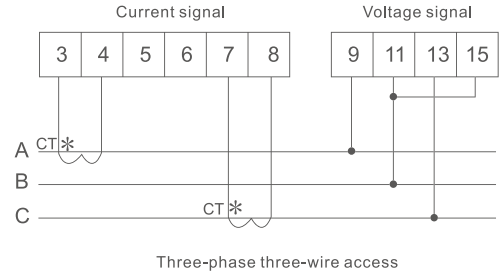 Current signal Voltage signal
3 4 5 6 7 8 9 11 13 15
A CT *
B
C CT *
Three-phase three-wire access